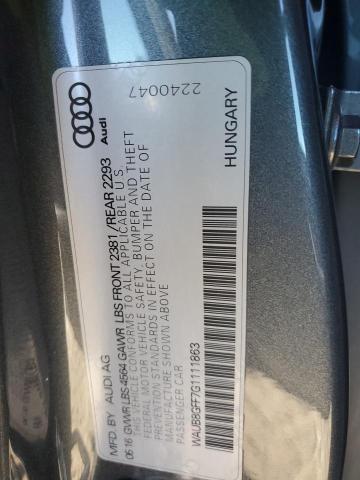 MFD. BY AUDI AG
05 16 GVWR LBS 4564 GAWR LBS FRONT 2381 / REAR 2293
THIS VEHICLE CONFORMS TO ALL APPLICABLE U.S.
FEDERAL MOTOR VEHICLE SAFETY, BUMPER AND THEFT
PREVENTION STANDARDS IN EFFECT ON THE DATE OF
MANUFACTURE SHOWN ABOVE
PASSENGER CAR
WAUB8GFF7G1111863
Audi
2240047
HUNGARY